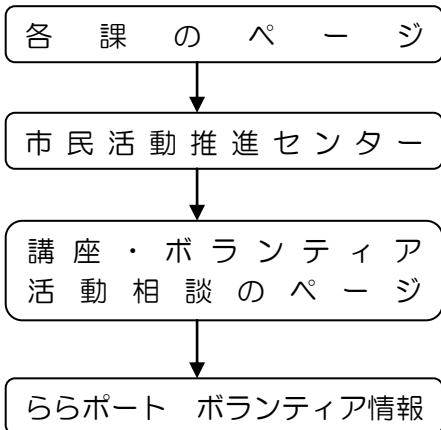 各課のページ
市民活動推進センター
講座・ボランティア
活動相談のページ
ららポート　ボランティア情報